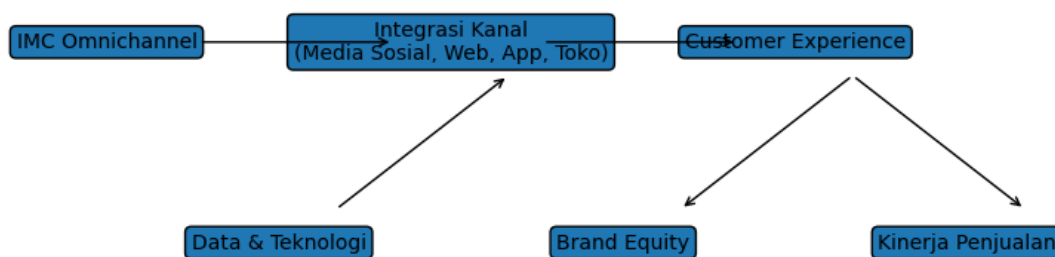 IMC Omnichannel
Integrasi Kanal
(Media Sosial, Web, App, Toko)
Customer Experience
Data & Teknologi
Brand Equity
Kinerja Penjualan